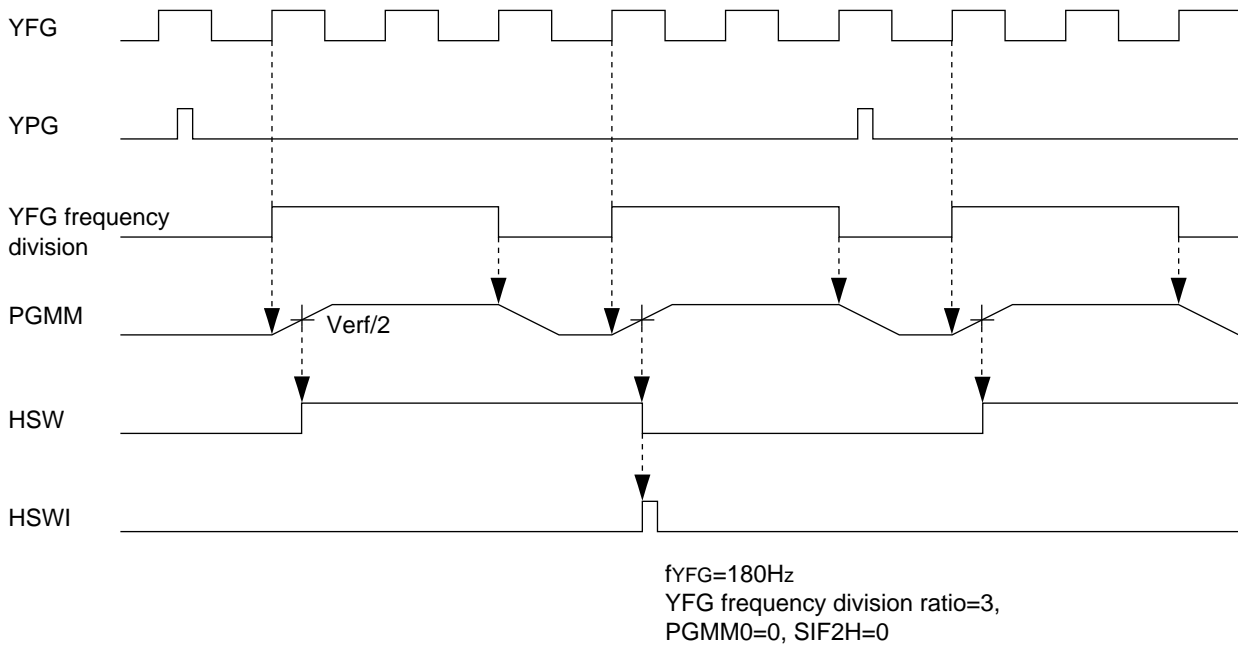 YFG
YPG
YFG frequency
division
PGMM
Verf/2
HSW
HSWI
fYFG=180Hz
YFG frequency division ratio=3,
PGMM0=0, SIF2H=0